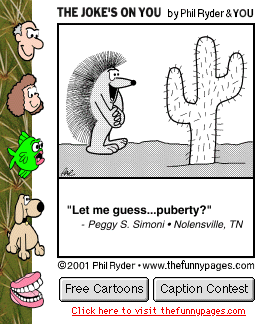 THE JOKE'S ON YOU by Phil Ryder & YOU
"Let me guess...puberty?"
- Peggy S. Simoni • Nolensville, TN
©2001 Phil Ryder • www.thefunnypages.com
Free Cartoons
Caption Contest
Click here to visit thefunnypages.com